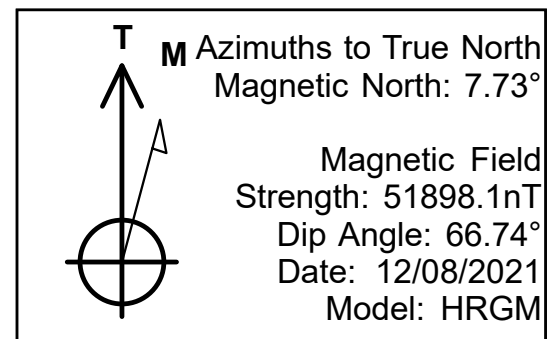 T
M Azimuths to True North
Magnetic North: 7.73°
Magnetic Field
Strength: 51898.1nT
Dip Angle: 66.74°
Date: 12/08/2021
Model: HRGM